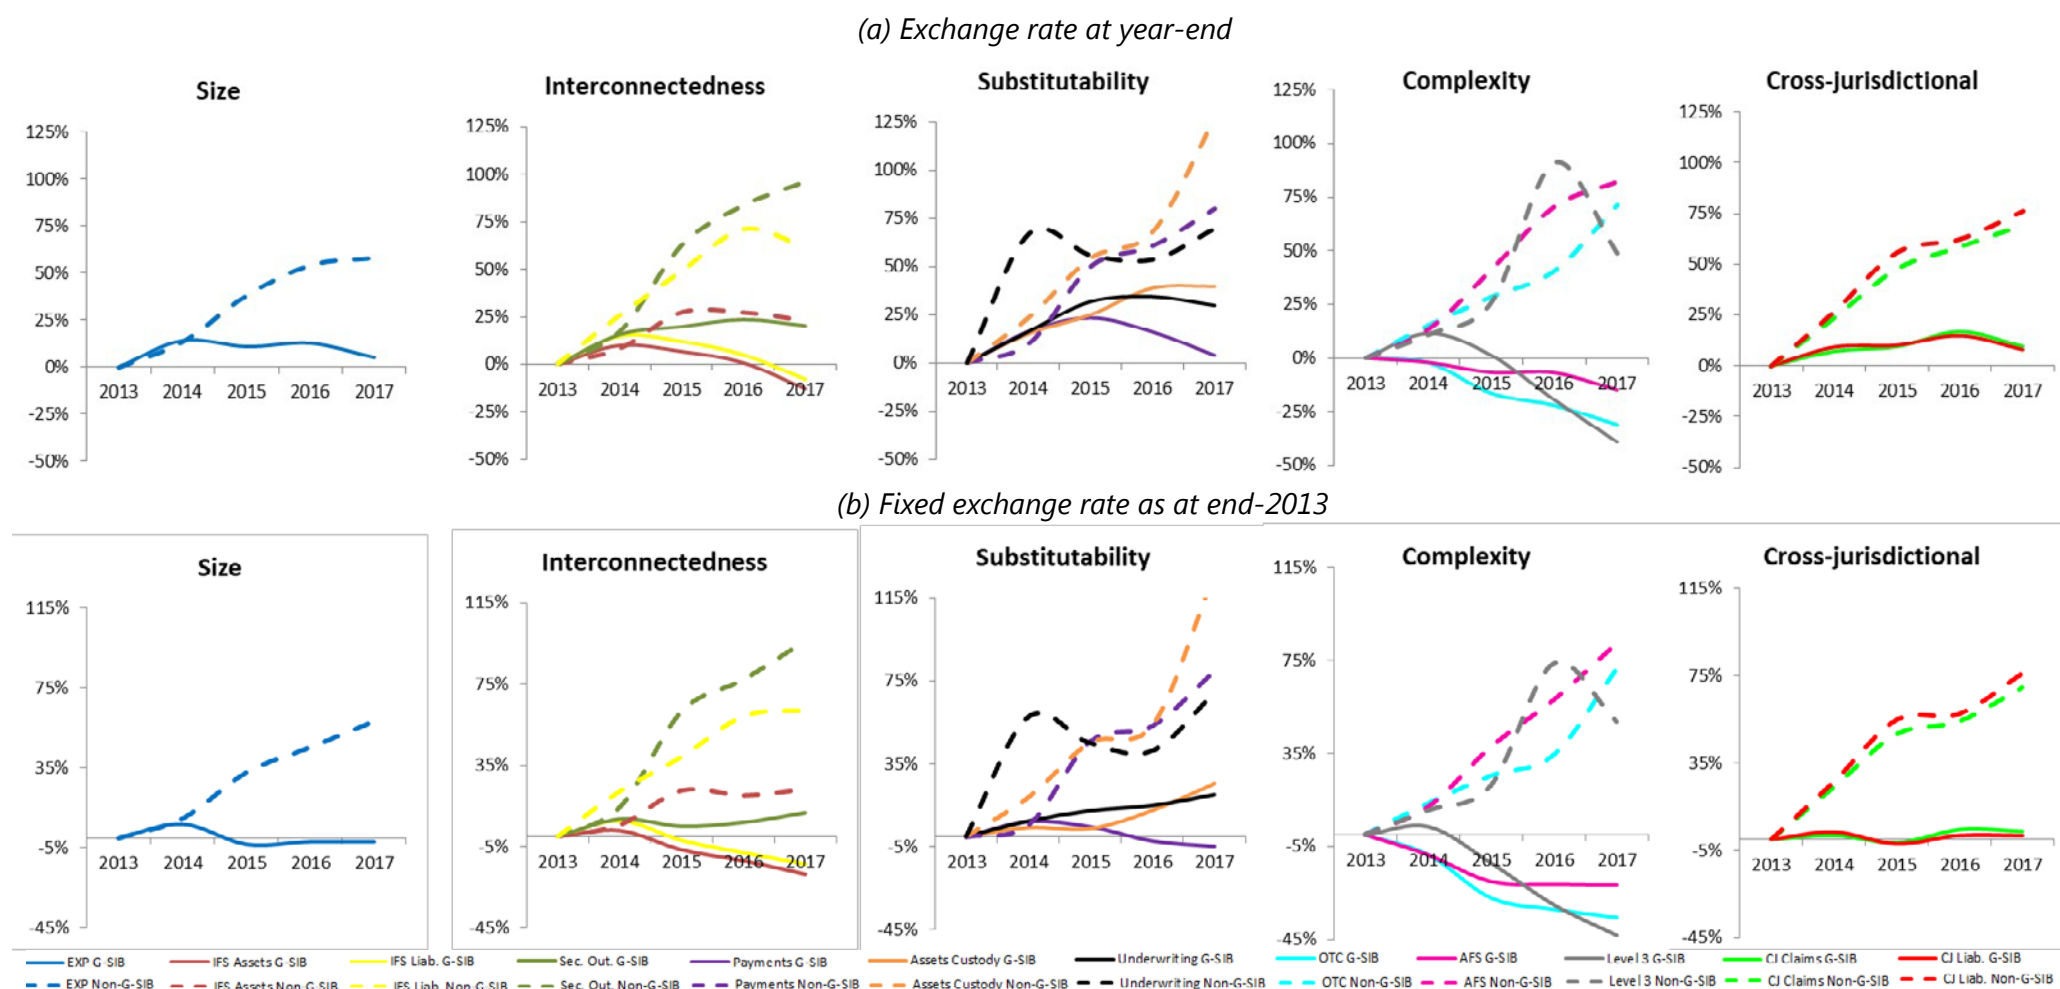 (a) Exchange rate at year-end
Size
125%
100%
75%
50%
25%
0%
-25%
-50%
2013 2014 2015 2016 2017
Interconnectedness
125%
100%
75%
50%
25%
0%
-25%
-50%
2013 2014 2015 2016 2017
Substitutability
125%
100%
75%
50%
25%
0%
-25%
-50%
2013 2014 2015 2016 2017
Complexity
125%
100%
75%
50%
25%
0%
-25%
-50%
2013 2014 2015 2016 2017
Cross-jurisdictional
125%
100%
75%
50%
25%
0%
-25%
-50%
2013 2014 2015 2016 2017
(b) Fixed exchange rate as at end-2013
Size
115%
75%
35%
-5%
-45%
2013 2014 2015 2016 2017
Interconnectedness
115%
75%
35%
-5%
-45%
2013 2014 2015 2016 2017
Substitutability
115%
75%
35%
-5%
-45%
2013 2014 2015 2016 2017
Complexity
115%
75%
35%
-5%
-45%
2013 2014 2015 2016 2017
Cross-jurisdictional
115%
75%
35%
-5%
-45%
2013 2014 2015 2016 2017
EXP G-SIB IFS Assets G-SIB IFS Liab. G-SIB Sec. Out. G-SIB Payments G-SIB Assets Custody G-SIB Underwriting G-SIB OTC G-SIB AFS G-SIB Level 3 G-SIB CJ Claims G-SIB CJ Liab. G-SIB
EXP Non-G-SIB IFS Assets Non-G-SIB IFS Liab. Non-G-SIB Sec. Out. Non-G-SIB Payments Non-G-SIB Assets Custody Non-G-SIB Underwriting Non-G-SIB OTC Non-G-SIB AFS Non-G-SIB Level 3 Non-G-SIB CJ Claims Non-G-SIB CJ Liab. Non-G-SIB